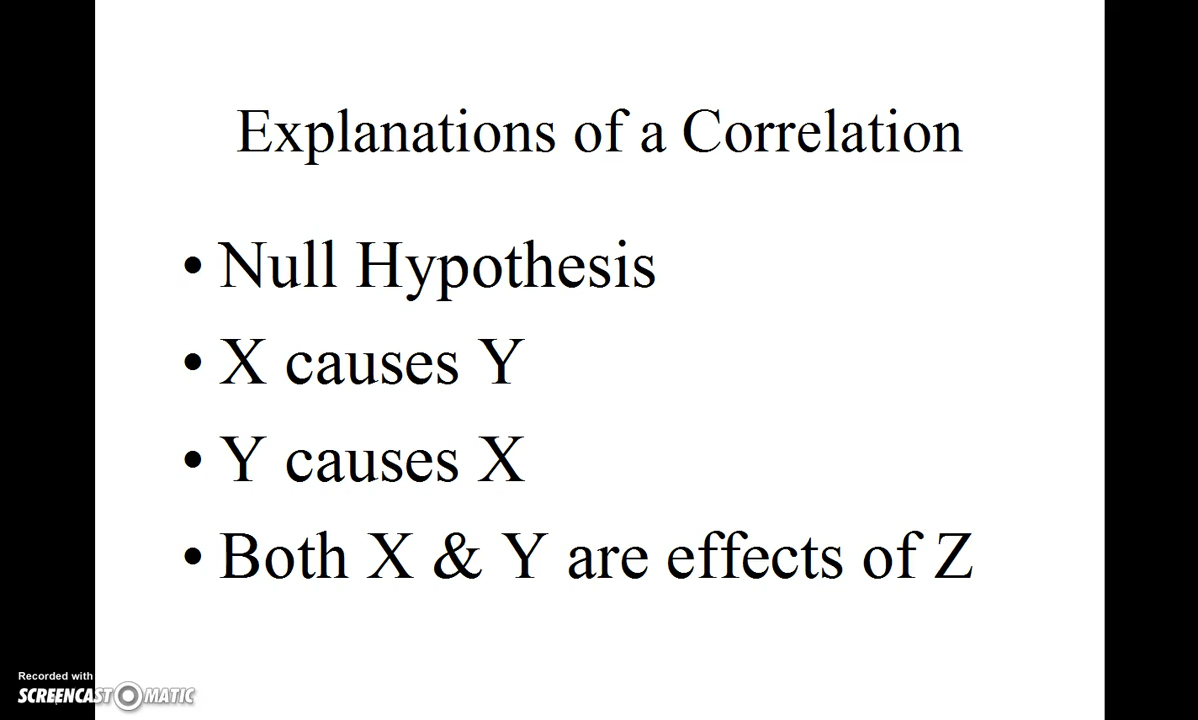 Explanations of a Correlation
• Null Hypothesis
• X causes Y
• Y causes X
• Both X & Y are effects of Z
Recorded with
SCREENCAST MATIC